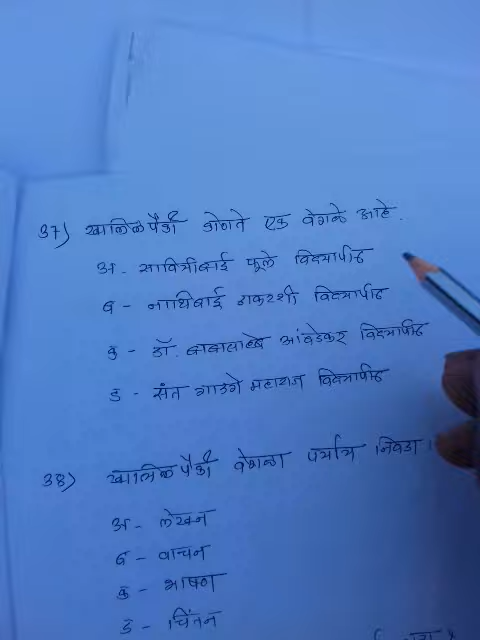 37) खालिलपैकी कोणते एक वेगळे आहे.
अ - सावित्रीबाई फूले विद्यापीठ
ब - नाथिबाई ठाकरशी विद्यापीठ
क - डॉ. बाबासाहेब आंबेडकर विद्यापीठ
ड - संत गाडगे महाराज विद्यापीठ
38) खालिलपैकी वेगळा पर्याय निवडा।
अ - लेखन
ब - वाचन
क - भाषण
ड - चिंतन